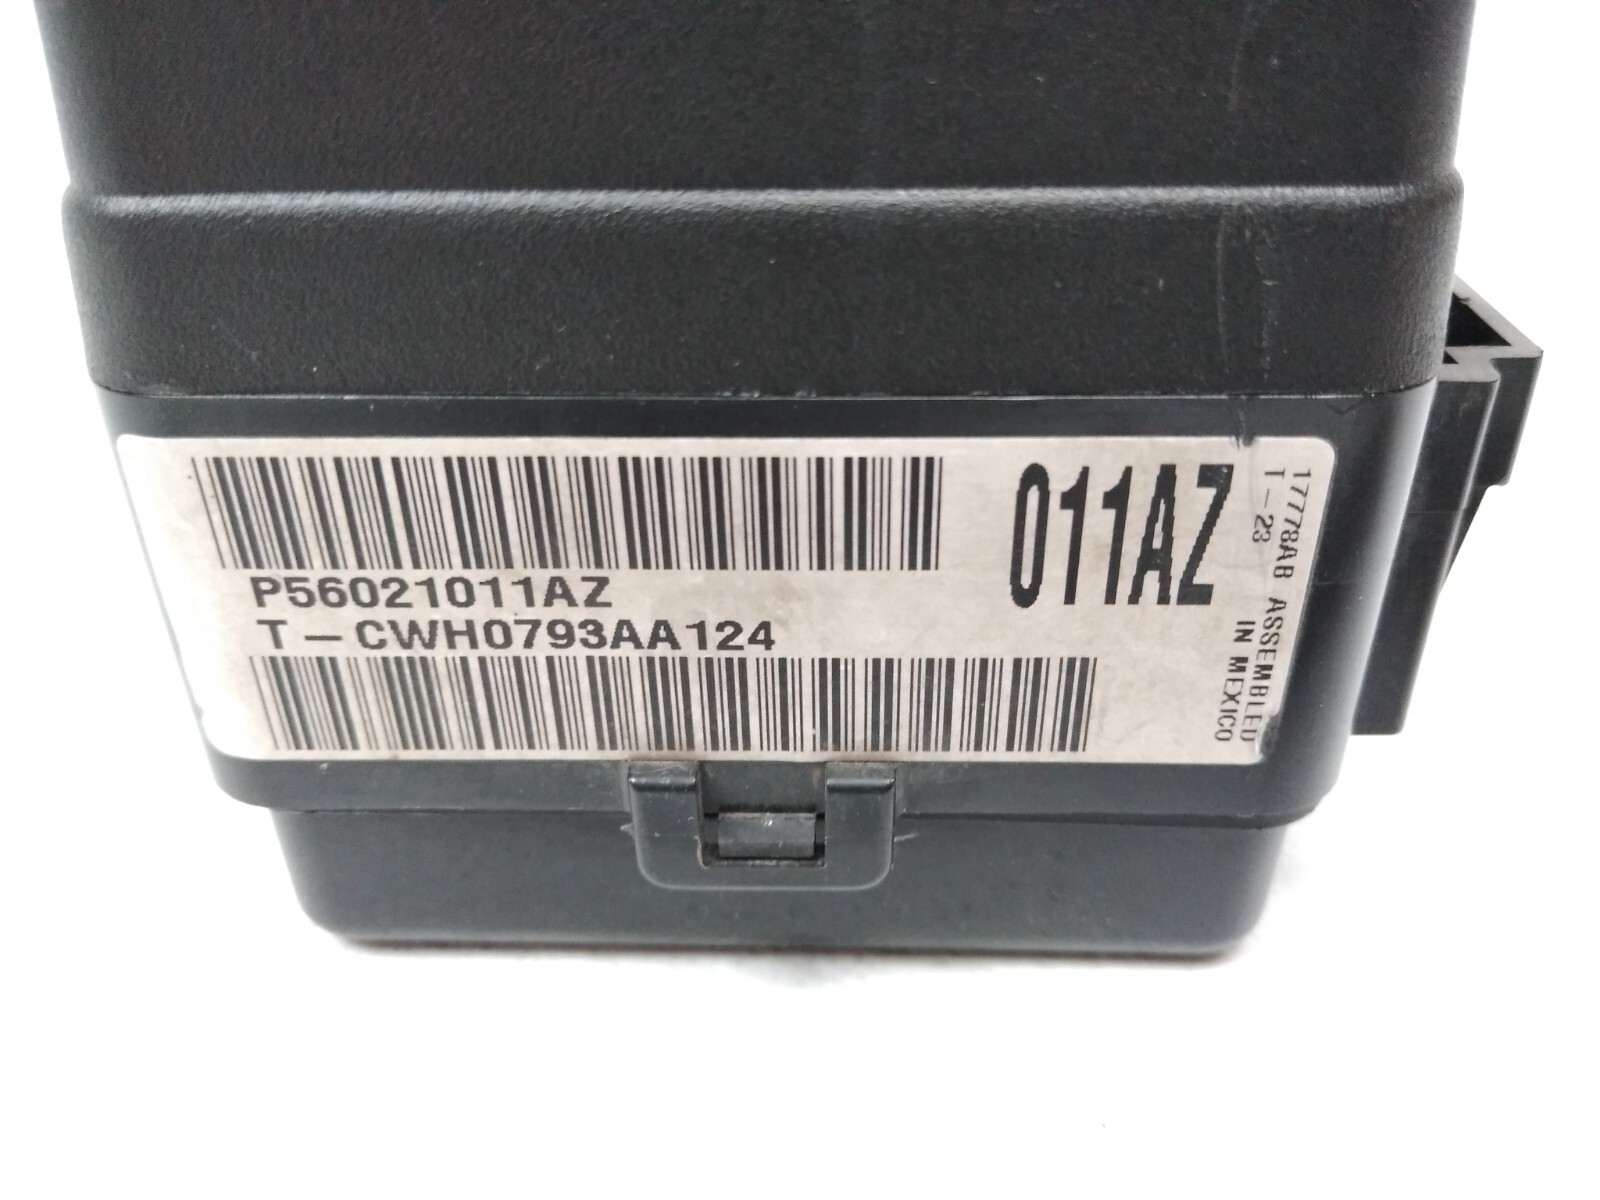 P56021011AZ
T-CWH0793AA124
011AZ
17778AB ASSEMBLED
T-23 IN MEXICO